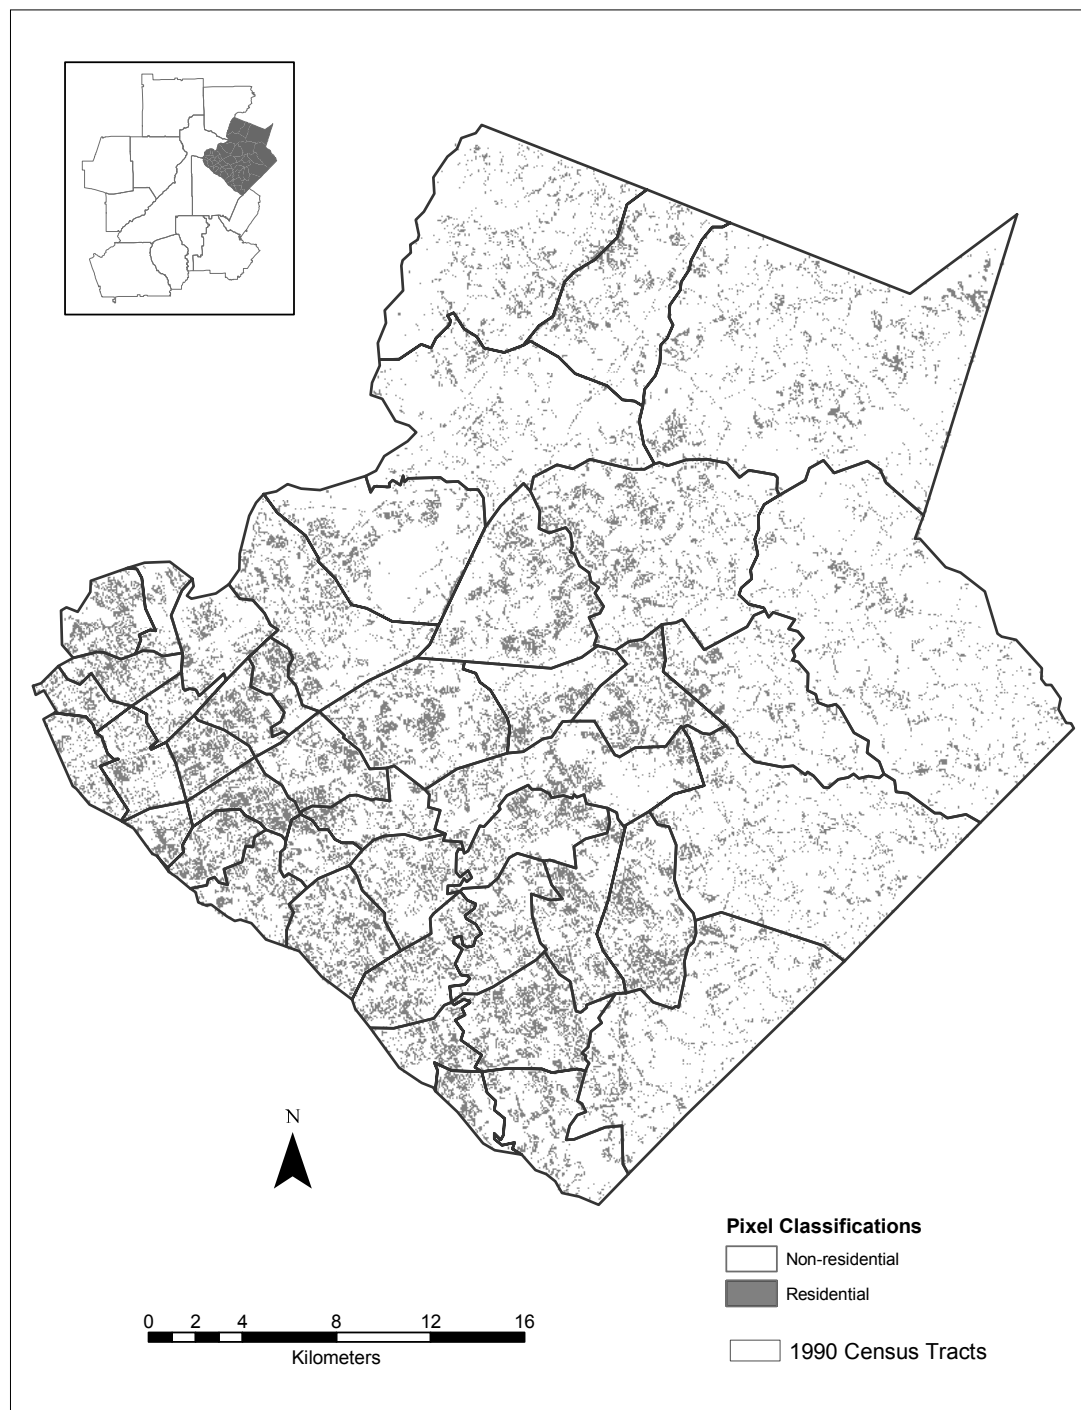 N
Pixel Classifications
Non-residential
Residential
0 2 4 8 12 16
Kilometers
1990 Census Tracts